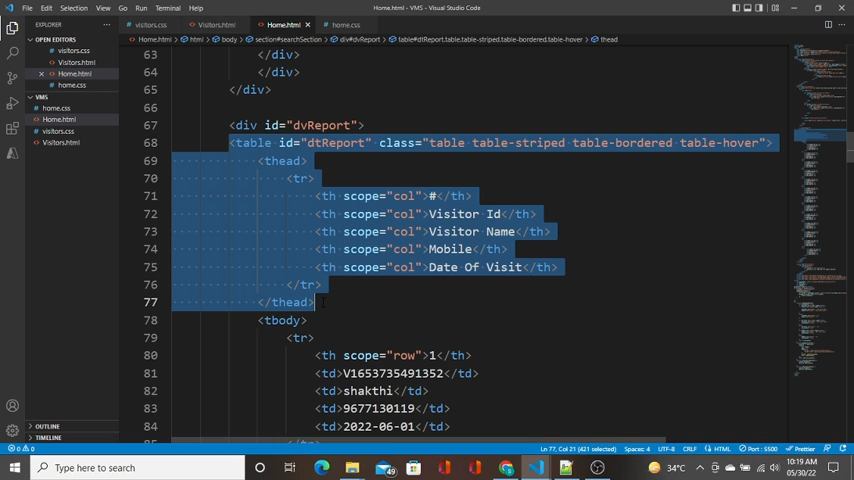 File Edit Selection View Go Run Terminal Help
Home.html - VMS - Visual Studio Code
EXPLORER
OPEN EDITORS
visitors.css
Visitors.html
Home.html
home.css
VMS
home.css
Home.html
visitors.css
Visitors.html
OUTLINE
TIMELINE
visitors.css Visitors.html Home.html home.css
Home.html > html > body > section#searchSection > div#dvReport > table#dtReport.table.table-striped.table-bordered.table-hover > thead
63 </div>
64 </div>
65 </div>
66
67 <div id="dvReport">
68 <table id="dtReport" class="table table-striped table-bordered table-hover">
69 <thead>
70 <tr>
71 <th scope="col">#</th>
72 <th scope="col">Visitor Id</th>
73 <th scope="col">Visitor Name</th>
74 <th scope="col">Mobile</th>
75 <th scope="col">Date Of Visit</th>
76 </tr>
77 </thead>
78 <tbody>
79 <tr>
80 <th scope="row">1</th>
81 <td>V1653735491352</td>
82 <td>shakthi</td>
83 <td>9677130119</td>
84 <td>2022-06-01</td>
85 </tr>
0 0 Ln 77, Col 21 (421 selected) Spaces: 4 UTF-8 CRLF HTML Port : 5500 Prettier
Type here to search
49
34°C
10:19 AM
05/30/22